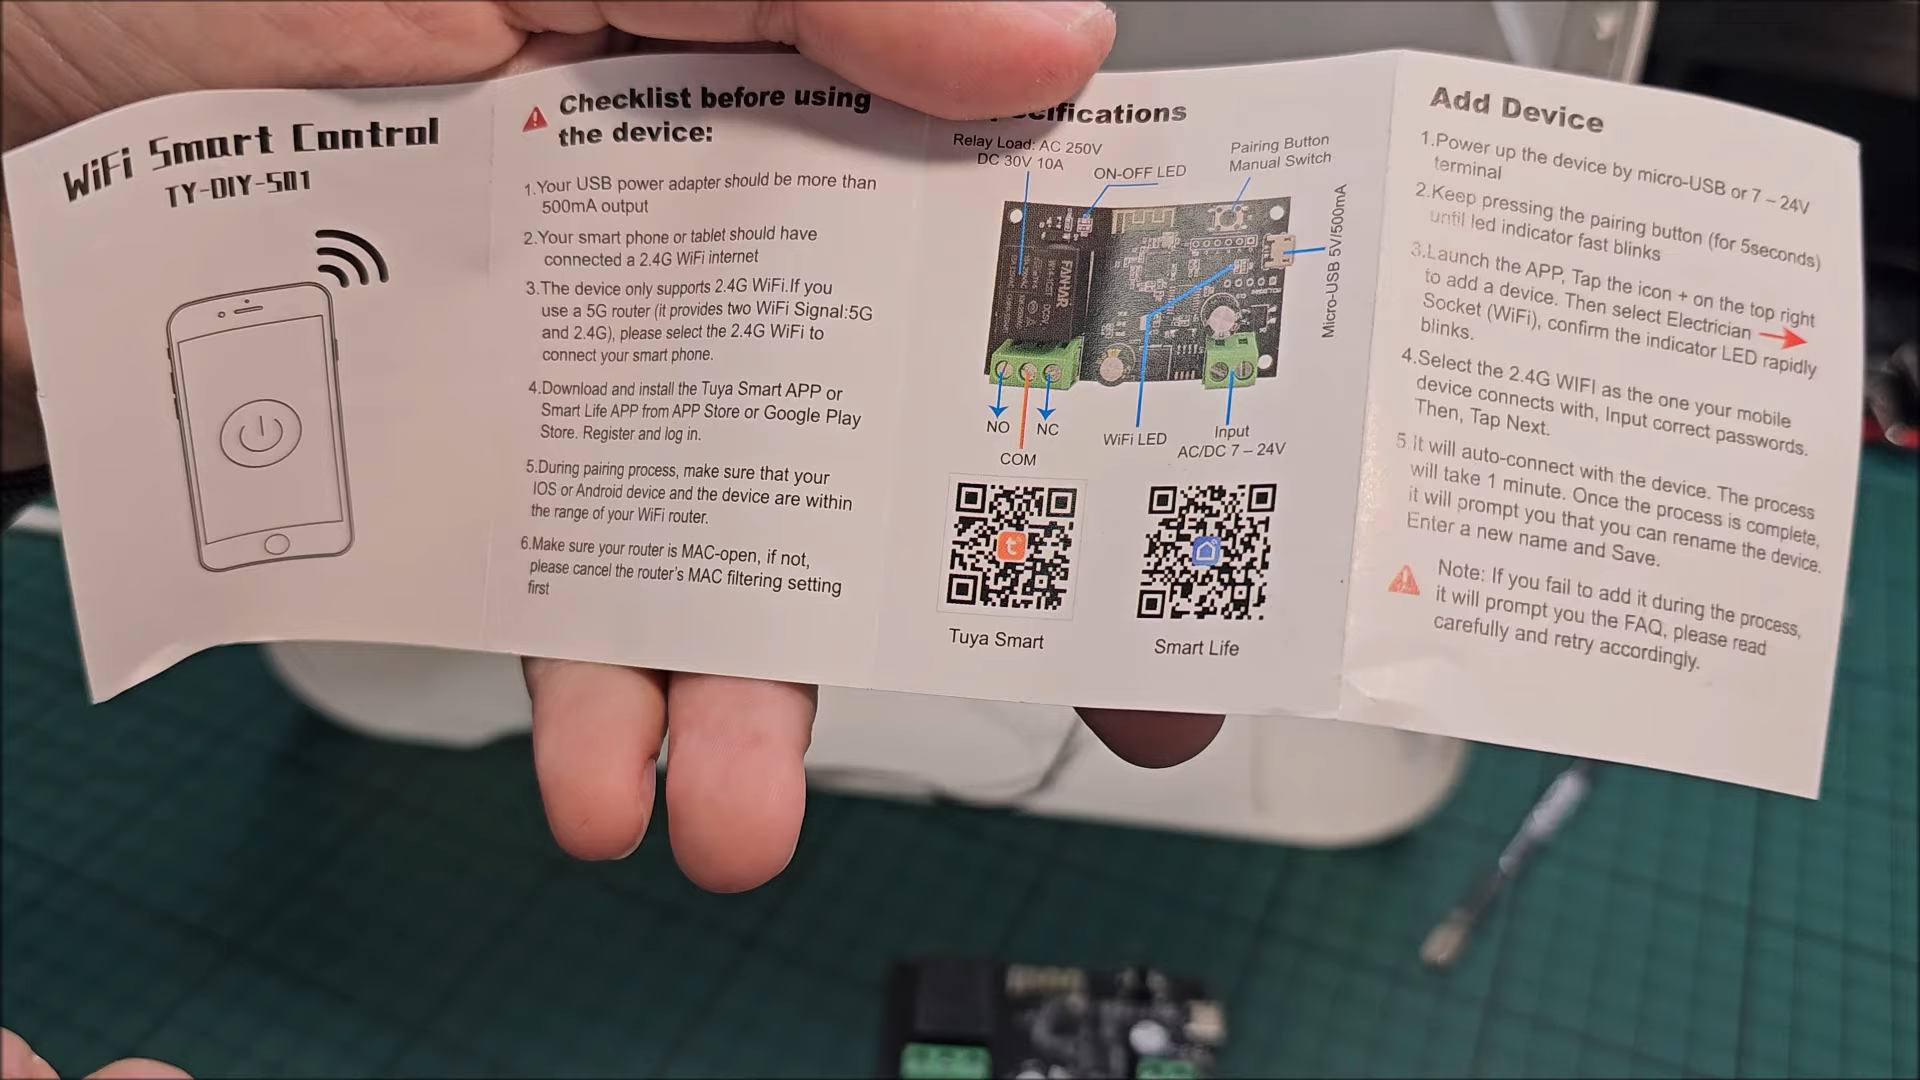 WiFi Smart Control
TY-DIY-S01
Checklist before using
the device:
1.Your USB power adapter should be more than
500mA output
2.Your smart phone or tablet should have
connected a 2.4G WiFi internet
3.The device only supports 2.4G WiFi.If you
use a 5G router (it provides two WiFi Signal:5G
and 2.4G), please select the 2.4G WiFi to
connect your smart phone.
4.Download and install the Tuya Smart APP or
Smart Life APP from APP Store or Google Play
Store. Register and log in.
5.During pairing process, make sure that your
IOS or Android device and the device are within
the range of your WiFi router.
6.Make sure your router is MAC-open, if not,
please cancel the router's MAC filtering setting
first
cifications
Relay Load: AC 250V
DC 30V 10A
ON-OFF LED
Pairing Button
Manual Switch
Micro-USB 5V/500mA
NO
COM
NC
WiFi LED
Input
AC/DC 7 – 24V
Tuya Smart
Smart Life
Add Device
1.Power up the device by micro-USB or 7 – 24V
terminal
2.Keep pressing the pairing button (for 5seconds)
until led indicator fast blinks
3.Launch the APP, Tap the icon + on the top right
to add a device. Then select Electrician
Socket (WiFi), confirm the indicator LED rapidly
blinks.
4.Select the 2.4G WIFI as the one your mobile
device connects with, Input correct passwords.
Then, Tap Next.
5.It will auto-connect with the device. The process
will take 1 minute. Once the process is complete,
it will prompt you that you can rename the device.
Enter a new name and Save.
Note: If you fail to add it during the process,
it will prompt you the FAQ, please read
carefully and retry accordingly.